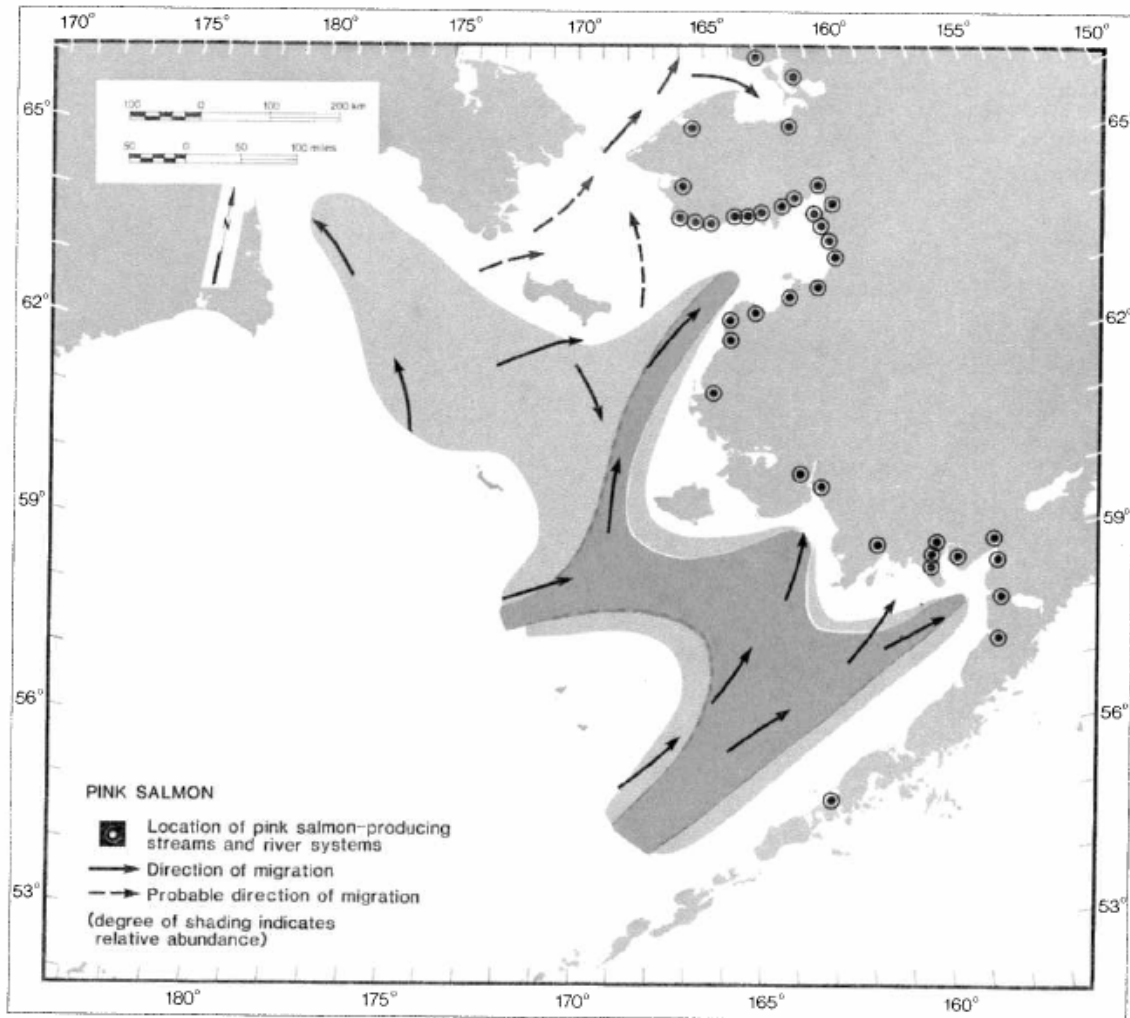 170° 175° 175° 170° 165° 160° 155° 150°
100 0 100 200 km
50 0 50 100 miles
65° 65°
62° 62°
59° 59°
56° 56°
53° 53°
PINK SALMON
Location of pink salmon-producing
streams and river systems
Direction of migration
Probable direction of migration
(degree of shading indicates
relative abundance)
180° 175° 170° 165° 160°